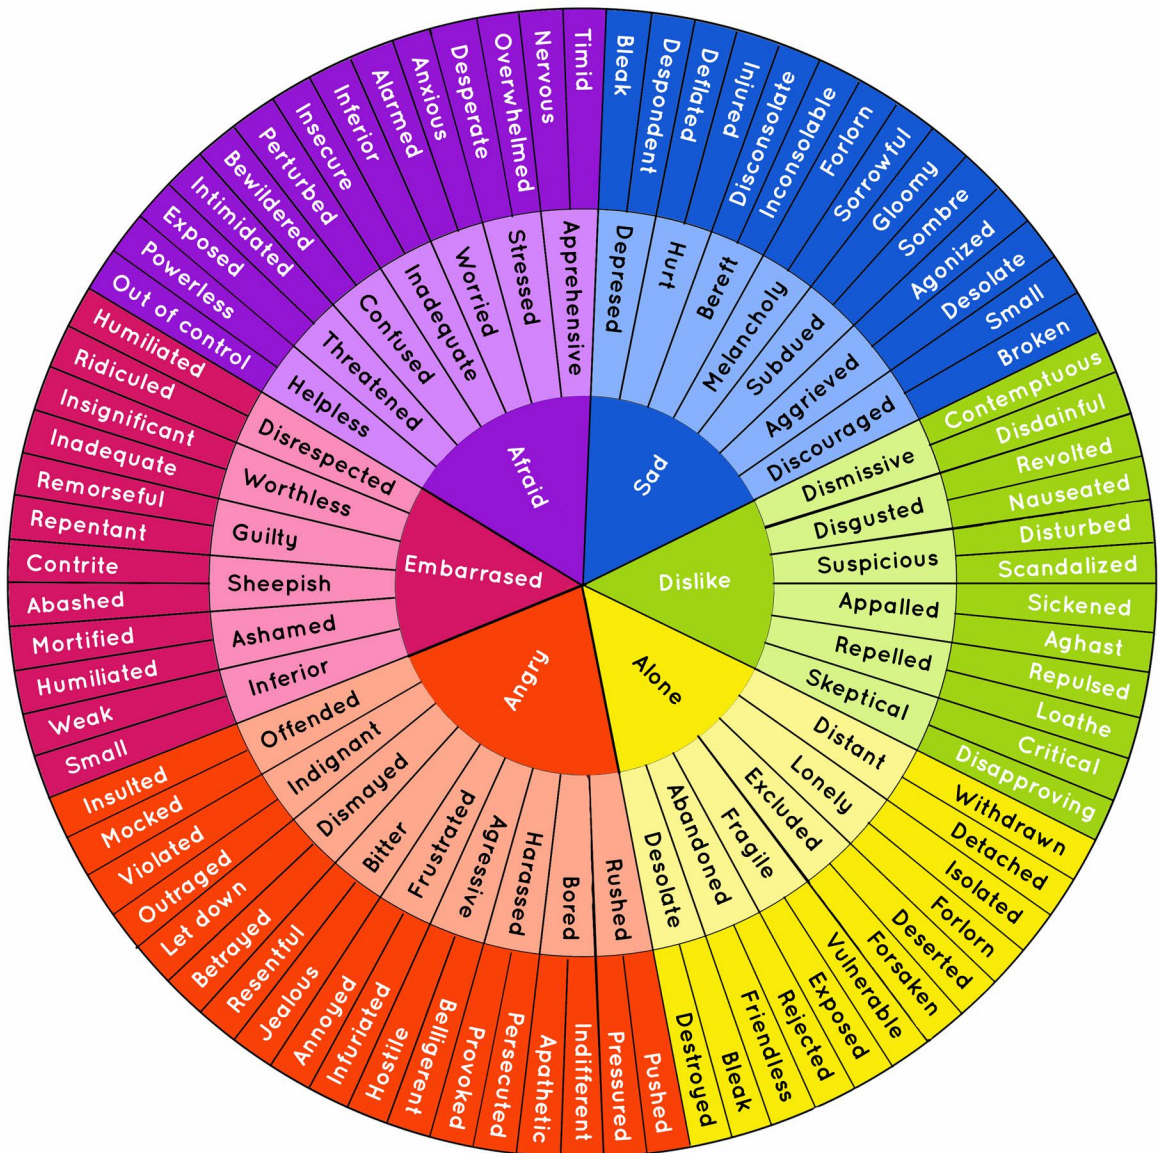 Afraid
Sad
Dislike
Alone
Angry
Embarrased
Apprehensive
Stressed
Worried
Inadequate
Confused
Threatened
Helpless
Depressed
Hurt
Bereft
Melancholy
Subdued
Aggrieved
Discouraged
Dismissive
Disgusted
Suspicious
Appalled
Repelled
Skeptical
Distant
Lonely
Excluded
Fragile
Abandoned
Desolate
Rushed
Bored
Harassed
Agressive
Frustrated
Bitter
Dismayed
Indignant
Offended
Inferior
Ashamed
Sheepish
Guilty
Worthless
Disrespected
Timid
Nervous
Overwhelmed
Desperate
Anxious
Alarmed
Inferior
Insecure
Perturbed
Bewildered
Intimidated
Exposed
Powerless
Out of control
Bleak
Despondent
Deflated
Injured
Disconsolate
Inconsolable
Forlorn
Sorrowful
Gloomy
Sombre
Agonized
Desolate
Small
Broken
Contemptuous
Disdainful
Revolted
Nauseated
Disturbed
Scandalized
Sickened
Aghast
Repulsed
Loathe
Critical
Disapproving
Withdrawn
Detached
Isolated
Forlorn
Deserted
Forsaken
Vulnerable
Exposed
Rejected
Friendless
Bleak
Destroyed
Pushed
Pressured
Indifferent
Apathetic
Persecuted
Provoked
Belligerent
Hostile
Infuriated
Annoyed
Jealous
Resentful
Betrayed
Let down
Outraged
Violated
Mocked
Insulted
Small
Weak
Humiliated
Mortified
Abashed
Contrite
Repentant
Remorseful
Inadequate
Insignificant
Ridiculed
Humiliated